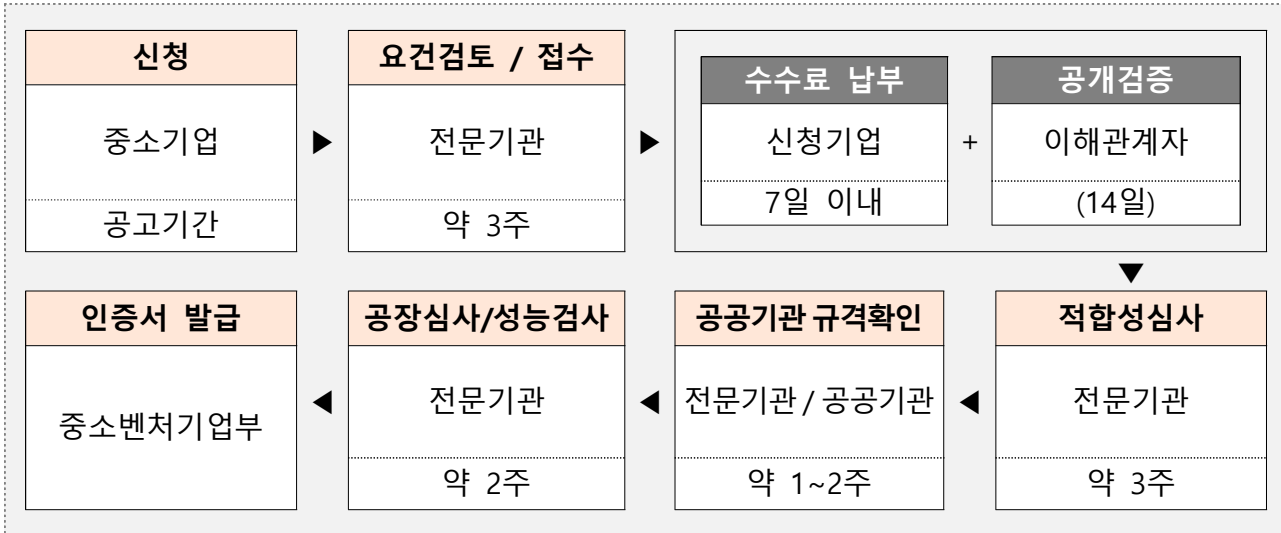 신청
중소기업
공고기간
▶
요건검토 / 접수
전문기관
약 3주
▶
수수료 납부
신청기업
7일 이내
+
공개검증
이해관계자
(14일)
▼
적합성심사
전문기관
약 3주
◀
공공기관 규격확인
전문기관 / 공공기관
약 1~2주
◀
공장심사/성능검사
전문기관
약 2주
◀
인증서 발급
중소벤처기업부